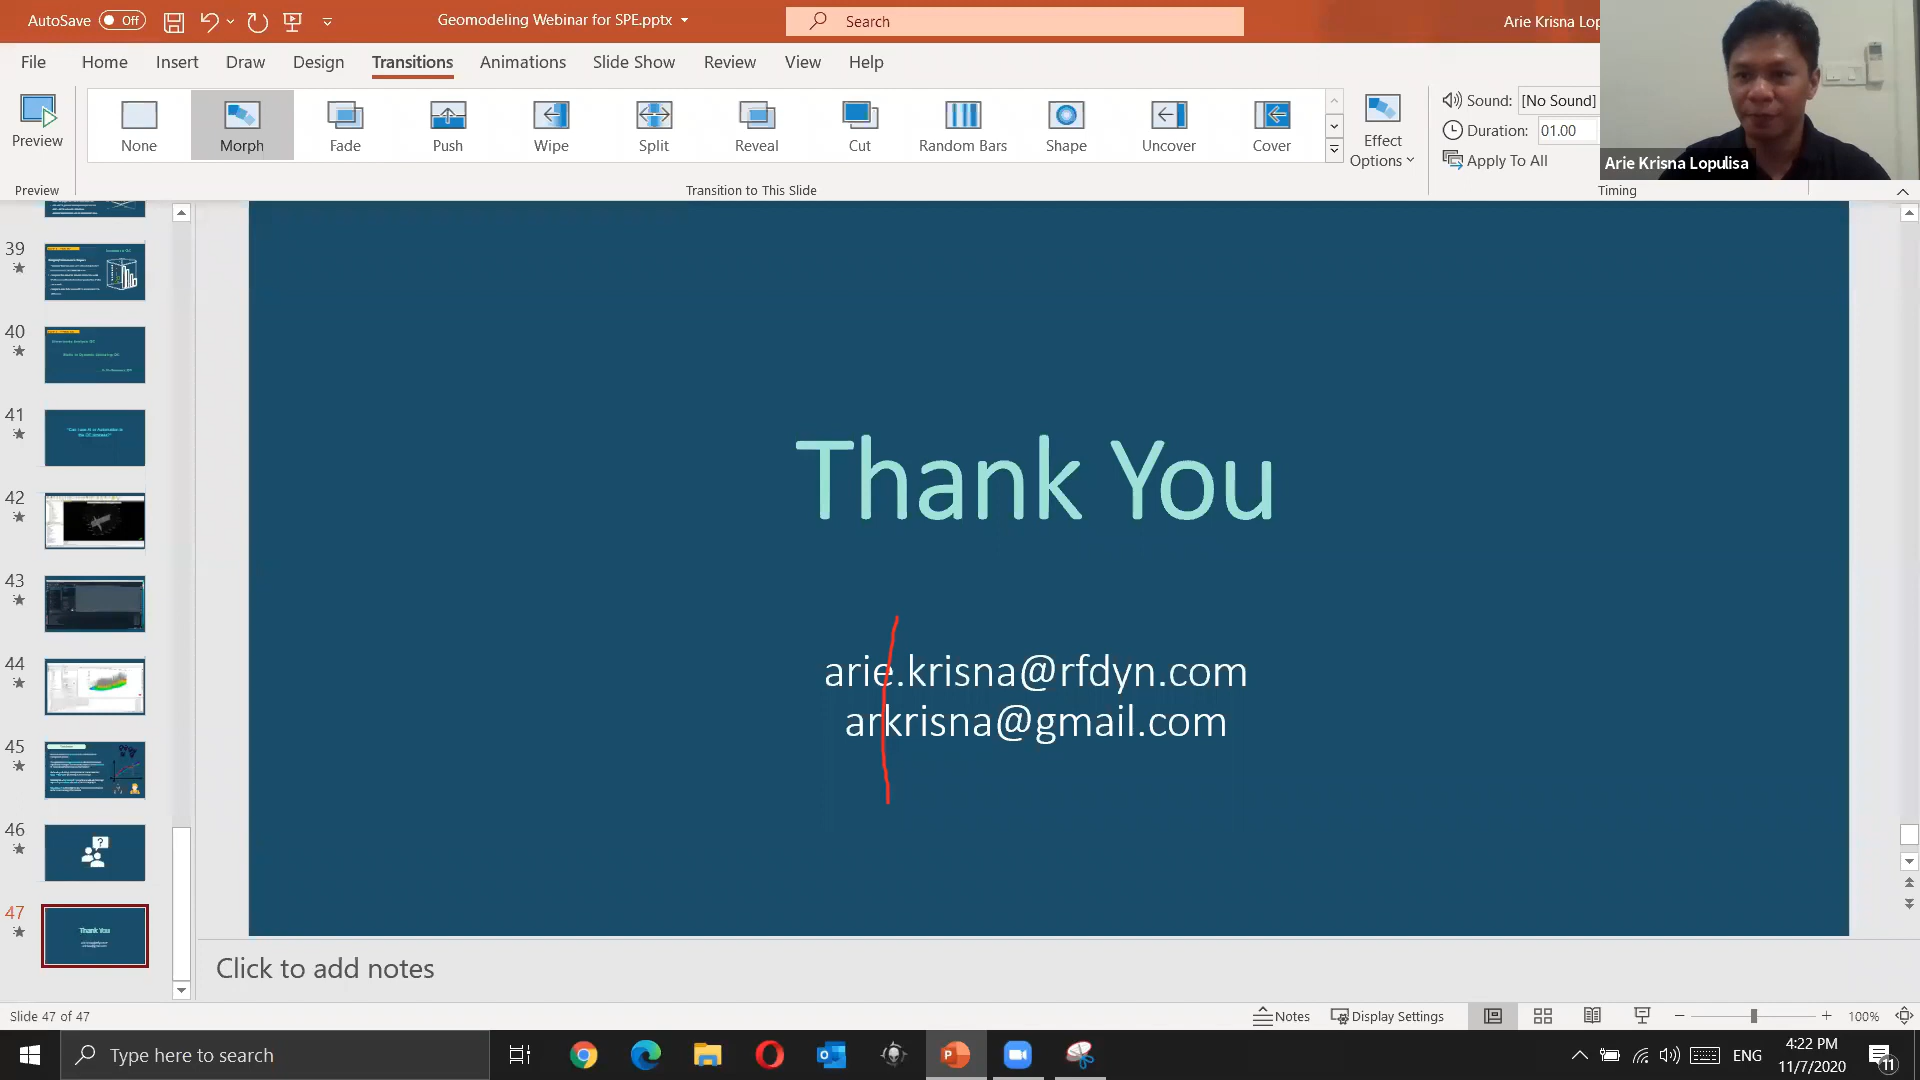 AutoSave Off Geomodeling Webinar for SPE.pptx Search Arie Krisna Lop
File Home Insert Draw Design Transitions Animations Slide Show Review View Help
Preview None Morph Fade Push Wipe Split Reveal Cut Random Bars Shape Uncover Cover Effect Options
Sound: [No Sound]
Duration: 01.00
Apply To All
Arie Krisna Lopulisa
Preview Transition to This Slide Timing
39
40
41
42
43
44
45
46
47
Thank You
arie.krisna@rfdyn.com
arkrisna@gmail.com
Click to add notes
Slide 47 of 47 Notes Display Settings 100%
Type here to search ENG 4:22 PM
11/7/2020 11